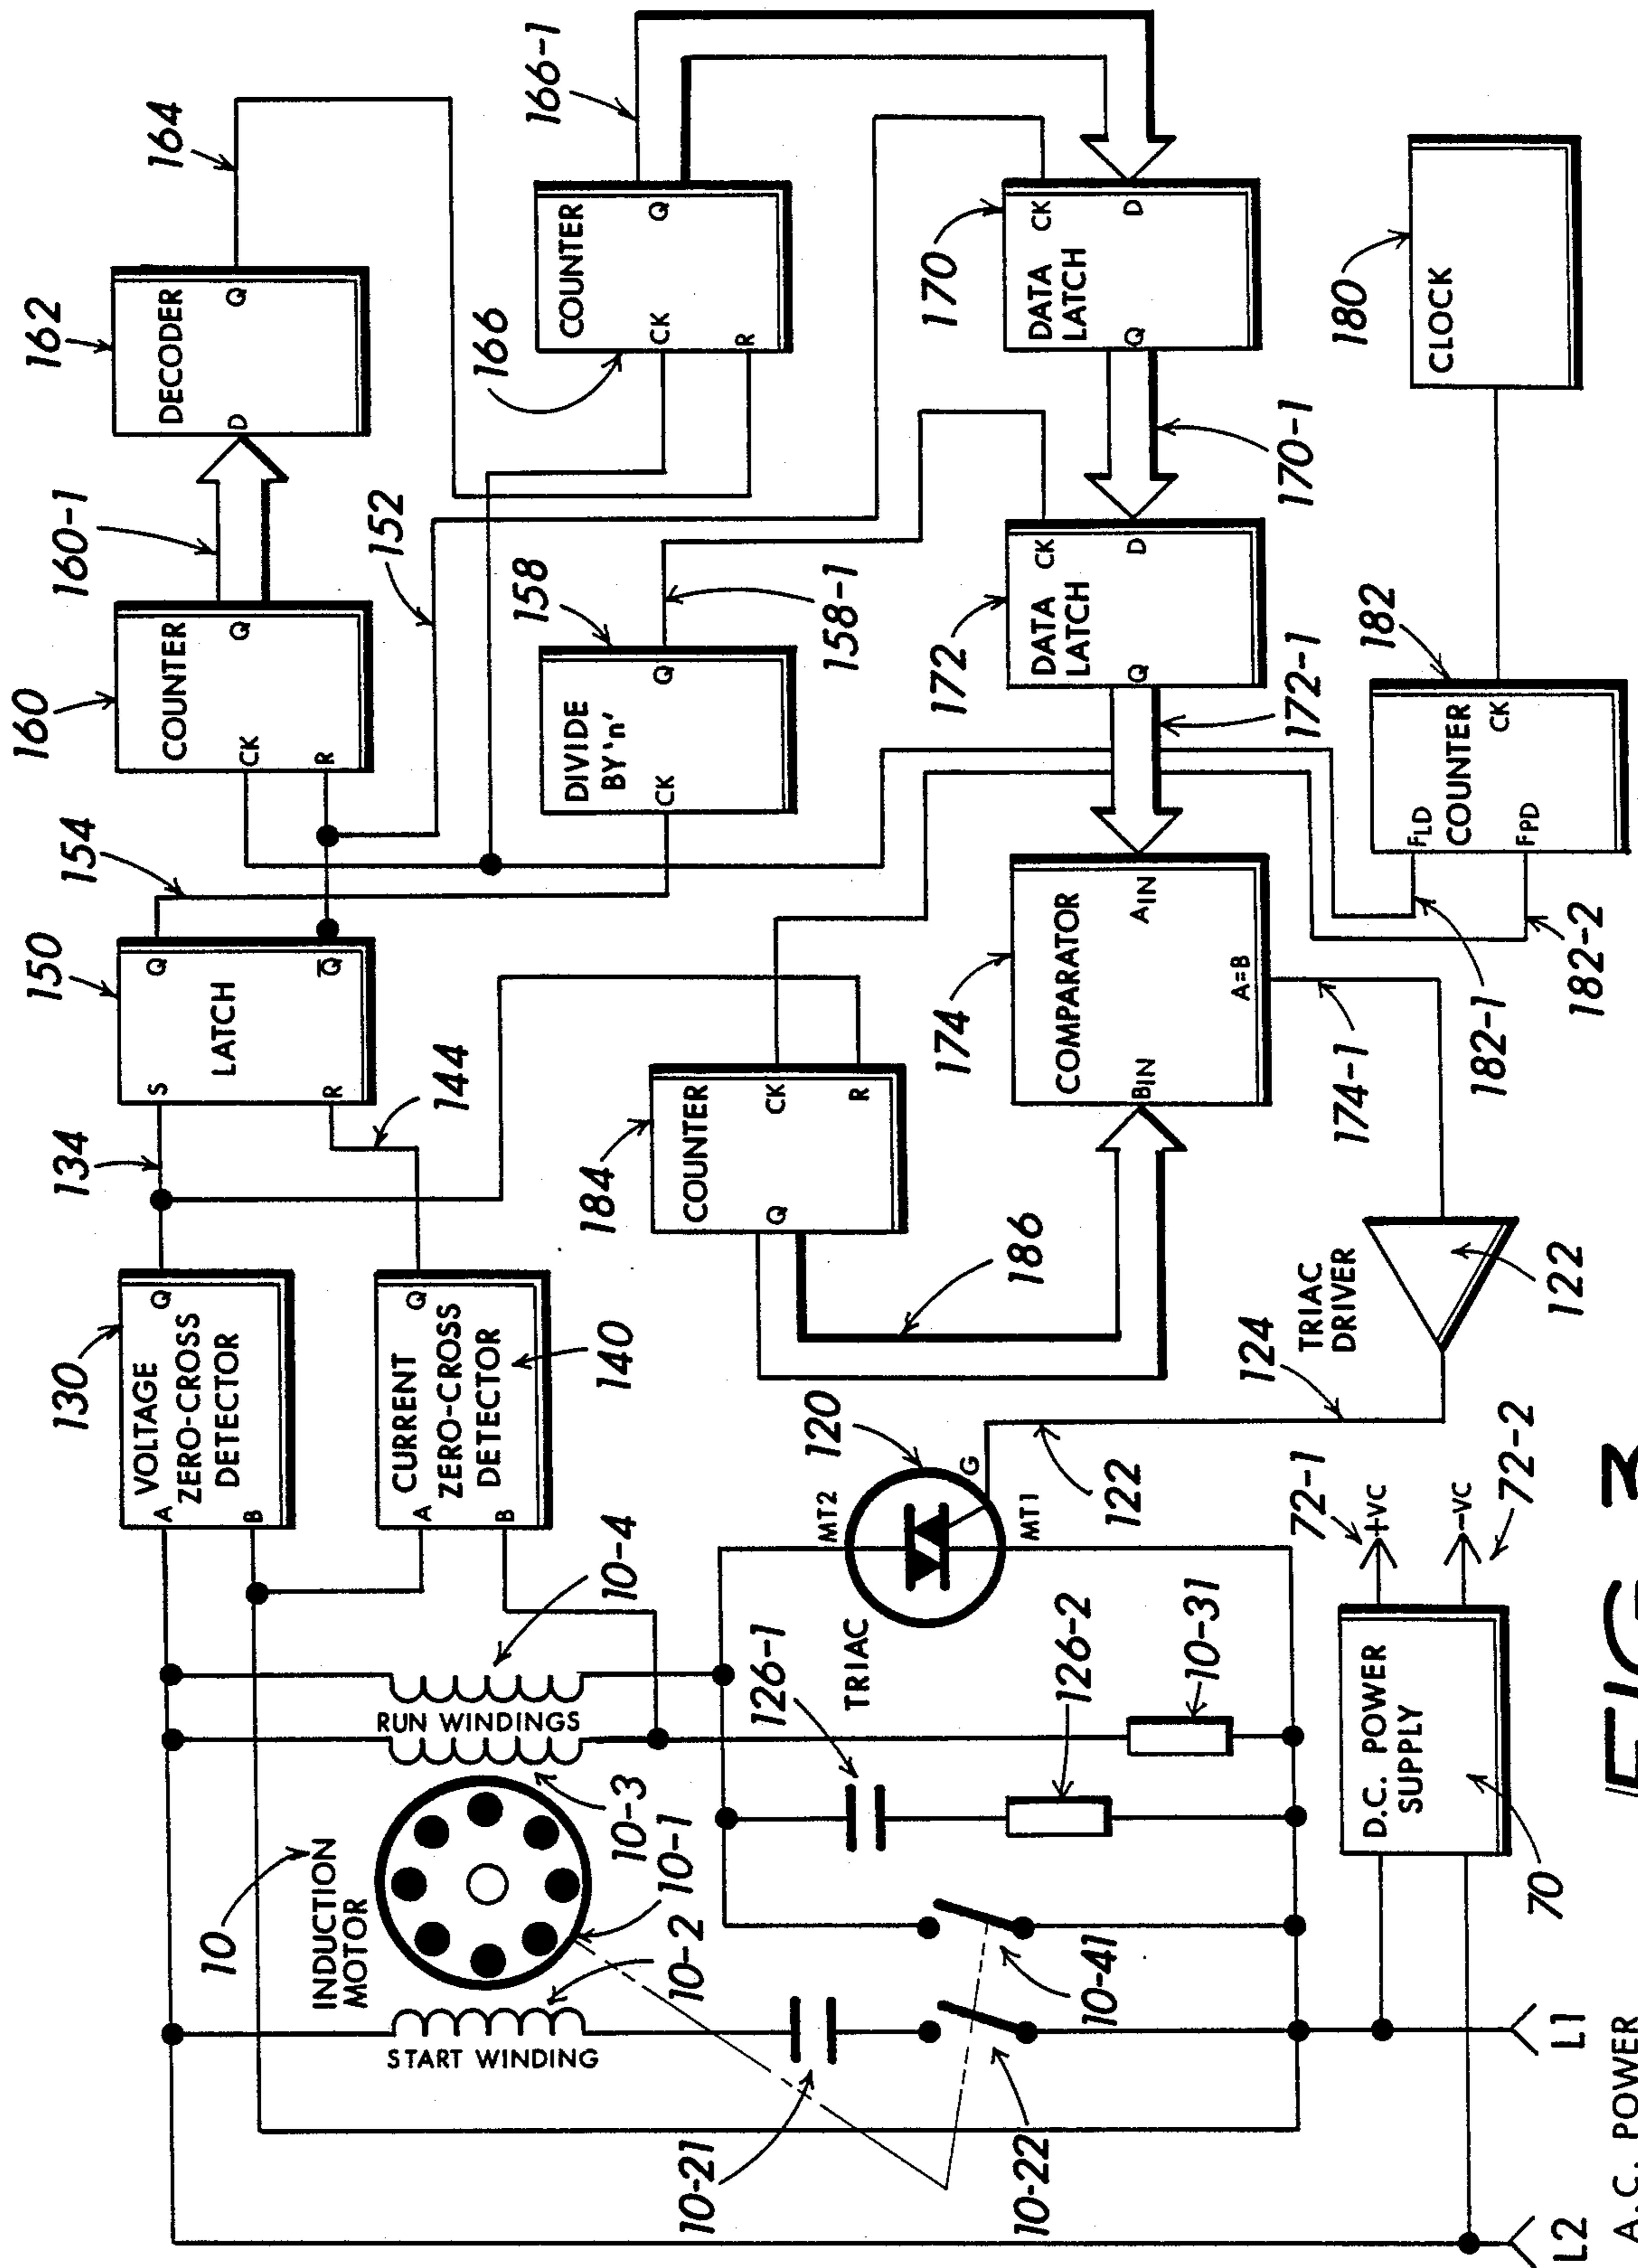 10
INDUCTION
MOTOR
START WINDING
10-2
10-1
10-3
RUN WINDINGS
10-4
10-21
10-22
10-41
126-1
126-2
10-31
TRIAC
MT2
MT1
G
120
122
124
TRIAC
DRIVER
122
L2
L1
A.C. POWER
D.C. POWER
SUPPLY
70
+VC
72-1
-VC
72-2
130
A
B
Q
VOLTAGE
ZERO-CROSS
DETECTOR
140
A
B
Q
CURRENT
ZERO-CROSS
DETECTOR
134
144
150
S
R
LATCH
Q
Q̅
154
152
160
COUNTER
CK
R
Q
160-1
162
DECODER
D
Q
164
158
DIVIDE
BY 'n'
CK
Q
158-1
166
COUNTER
CK
R
Q
166-1
170
DATA
LATCH
CK
D
Q
170-1
172
DATA
LATCH
CK
D
Q
172-1
174
COMPARATOR
BIN
AIN
A=B
174-1
184
COUNTER
Q
CK
R
186
182
COUNTER
FLD
FPD
CK
182-1
182-2
180
CLOCK
FIG. 3